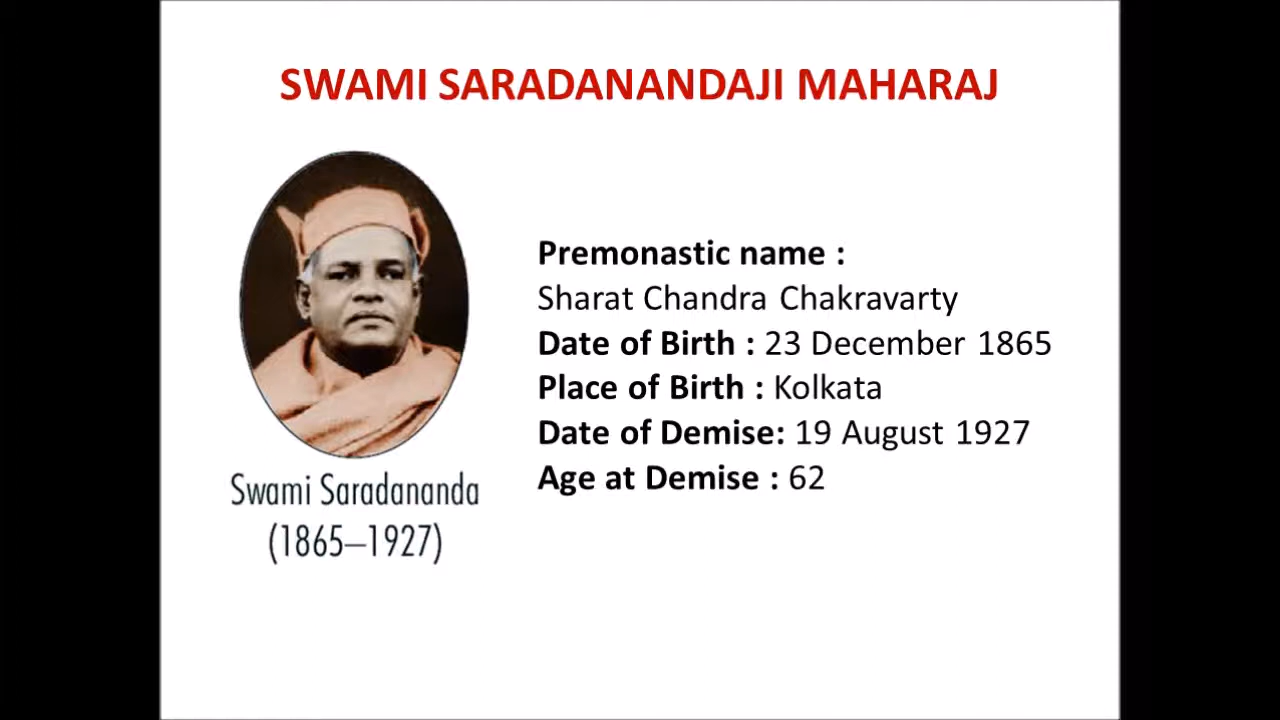 SWAMI SARADANANDAJI MAHARAJ
Premonastic name :
Sharat Chandra Chakravarty
Date of Birth : 23 December 1865
Place of Birth : Kolkata
Date of Demise: 19 August 1927
Age at Demise : 62
Swami Saradananda
(1865–1927)